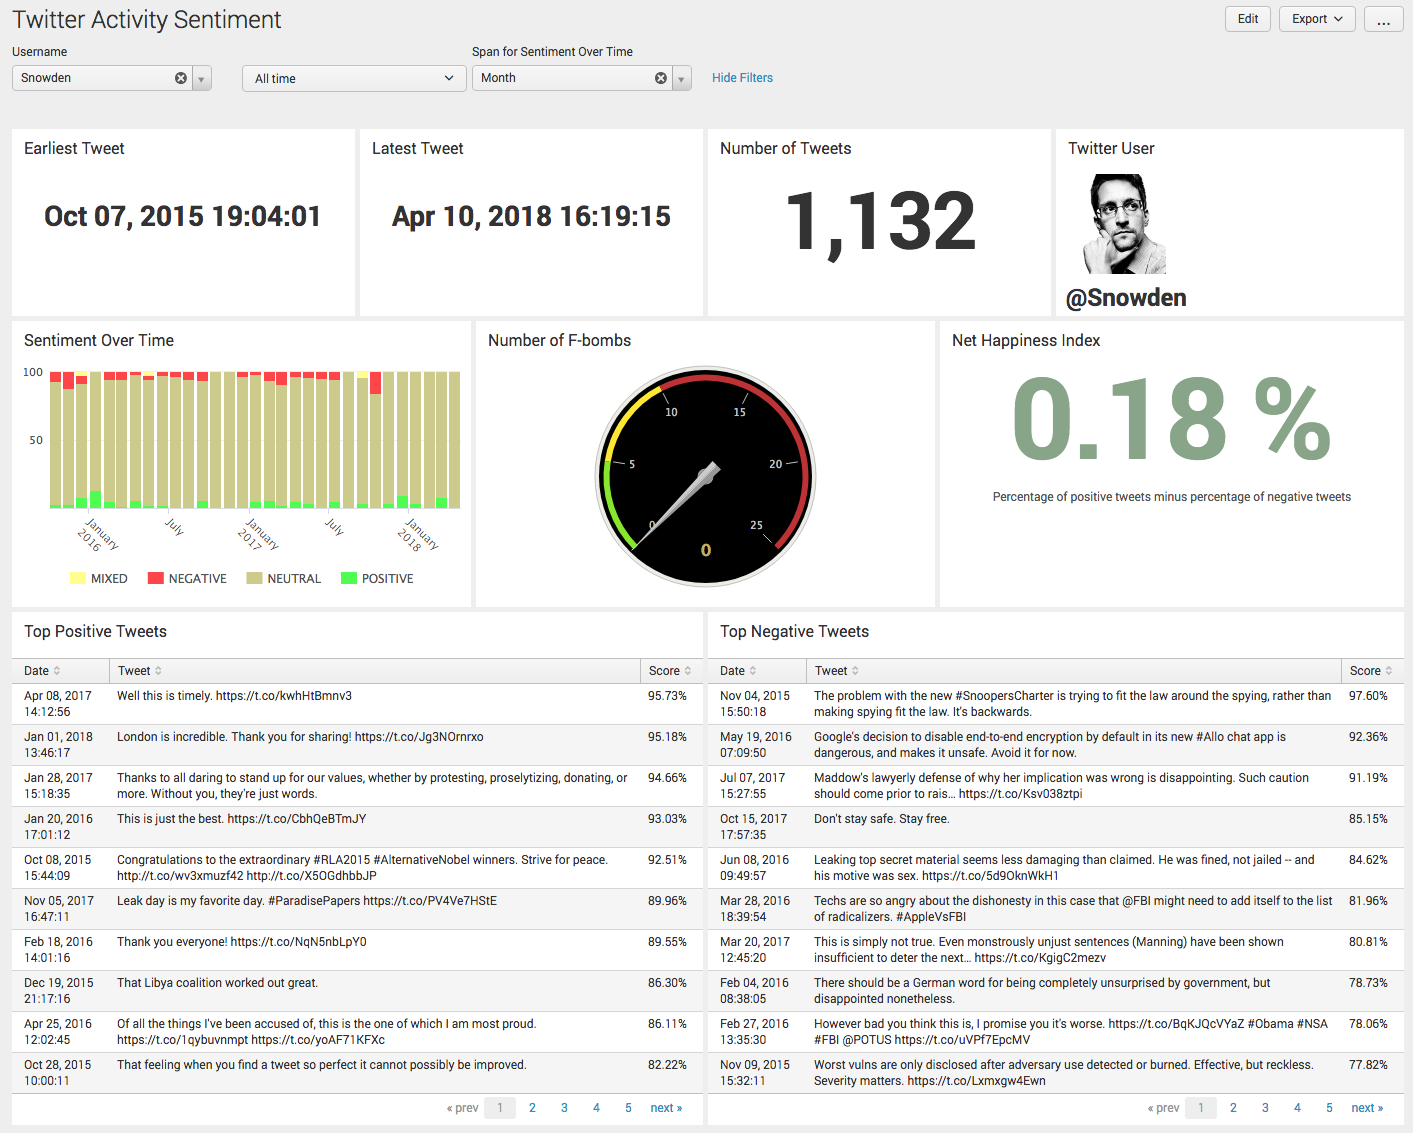 Twitter Activity Sentiment
Edit
Export
...
Username
Span for Sentiment Over Time
Snowden
All time
Month
Hide Filters
Earliest Tweet
Oct 07, 2015 19:04:01
Latest Tweet
Apr 10, 2018 16:19:15
Number of Tweets
1,132
Twitter User
@Snowden
Sentiment Over Time
100
50
January
2016
July
January
2017
July
January
2018
MIXED
NEGATIVE
NEUTRAL
POSITIVE
Number of F-bombs
0
5
10
15
20
25
0
Net Happiness Index
0.18 %
Percentage of positive tweets minus percentage of negative tweets
Top Positive Tweets
Date
Tweet
Score
Apr 08, 2017
14:12:56
Well this is timely. https://t.co/kwhHtBmnv3
95.73%
Jan 01, 2018
13:46:17
London is incredible. Thank you for sharing! https://t.co/Jg3NOrnrxo
95.18%
Jan 28, 2017
15:18:35
Thanks to all daring to stand up for our values, whether by protesting, proselytizing, donating, or
more. Without you, they're just words.
94.66%
Jan 20, 2016
17:01:12
This is just the best. https://t.co/CbhQeBTmJY
93.03%
Oct 08, 2015
15:44:09
Congratulations to the extraordinary #RLA2015 #AlternativeNobel winners. Strive for peace.
http://t.co/wv3xmuzf42 http://t.co/X5OGdhbbJP
92.51%
Nov 05, 2017
16:47:11
Leak day is my favorite day. #ParadisePapers https://t.co/PV4Ve7HStE
89.96%
Feb 18, 2016
14:01:16
Thank you everyone! https://t.co/NqN5nbLpY0
89.55%
Dec 19, 2015
21:17:16
That Libya coalition worked out great.
86.30%
Apr 25, 2016
12:02:45
Of all the things I've been accused of, this is the one of which I am most proud.
https://t.co/1qybuvnmpt https://t.co/yoAF71KFXc
86.11%
Oct 28, 2015
10:00:11
That feeling when you find a tweet so perfect it cannot possibly be improved.
82.22%
« prev 1 2 3 4 5 next »
Top Negative Tweets
Date
Tweet
Score
Nov 04, 2015
15:50:18
The problem with the new #SnoopersCharter is trying to fit the law around the spying, rather than
making spying fit the law. It's backwards.
97.60%
May 19, 2016
07:09:50
Google's decision to disable end-to-end encryption by default in its new #Allo chat app is
dangerous, and makes it unsafe. Avoid it for now.
92.36%
Jul 07, 2017
15:27:55
Maddow's lawyerly defense of why her implication was wrong is disappointing. Such caution
should come prior to rais... https://t.co/Ksv038ztpi
91.19%
Oct 15, 2017
17:57:35
Don't stay safe. Stay free.
85.15%
Jun 08, 2016
09:49:57
Leaking top secret material seems less damaging than claimed. He was fined, not jailed -- and
his motive was sex. https://t.co/5d9OknWkH1
84.62%
Mar 28, 2016
18:39:54
Techs are so angry about the dishonesty in this case that @FBI might need to add itself to the list
of radicalizers. #AppleVsFBI
81.96%
Mar 20, 2017
12:45:20
This is simply not true. Even monstrously unjust sentences (Manning) have been shown
insufficient to deter the next... https://t.co/KgigC2mezv
80.81%
Feb 04, 2016
08:38:05
There should be a German word for being completely unsurprised by government, but
disappointed nonetheless.
78.73%
Feb 27, 2016
13:35:30
However bad you think this is, I promise you it's worse. https://t.co/BqKJQcVYaZ #Obama #NSA
#FBI @POTUS https://t.co/uVPf7EpcMV
78.06%
Nov 09, 2015
15:32:11
Worst vulns are only disclosed after adversary use detected or burned. Effective, but reckless.
Severity matters. https://t.co/Lxmxgw4Ewn
77.82%
« prev 1 2 3 4 5 next »